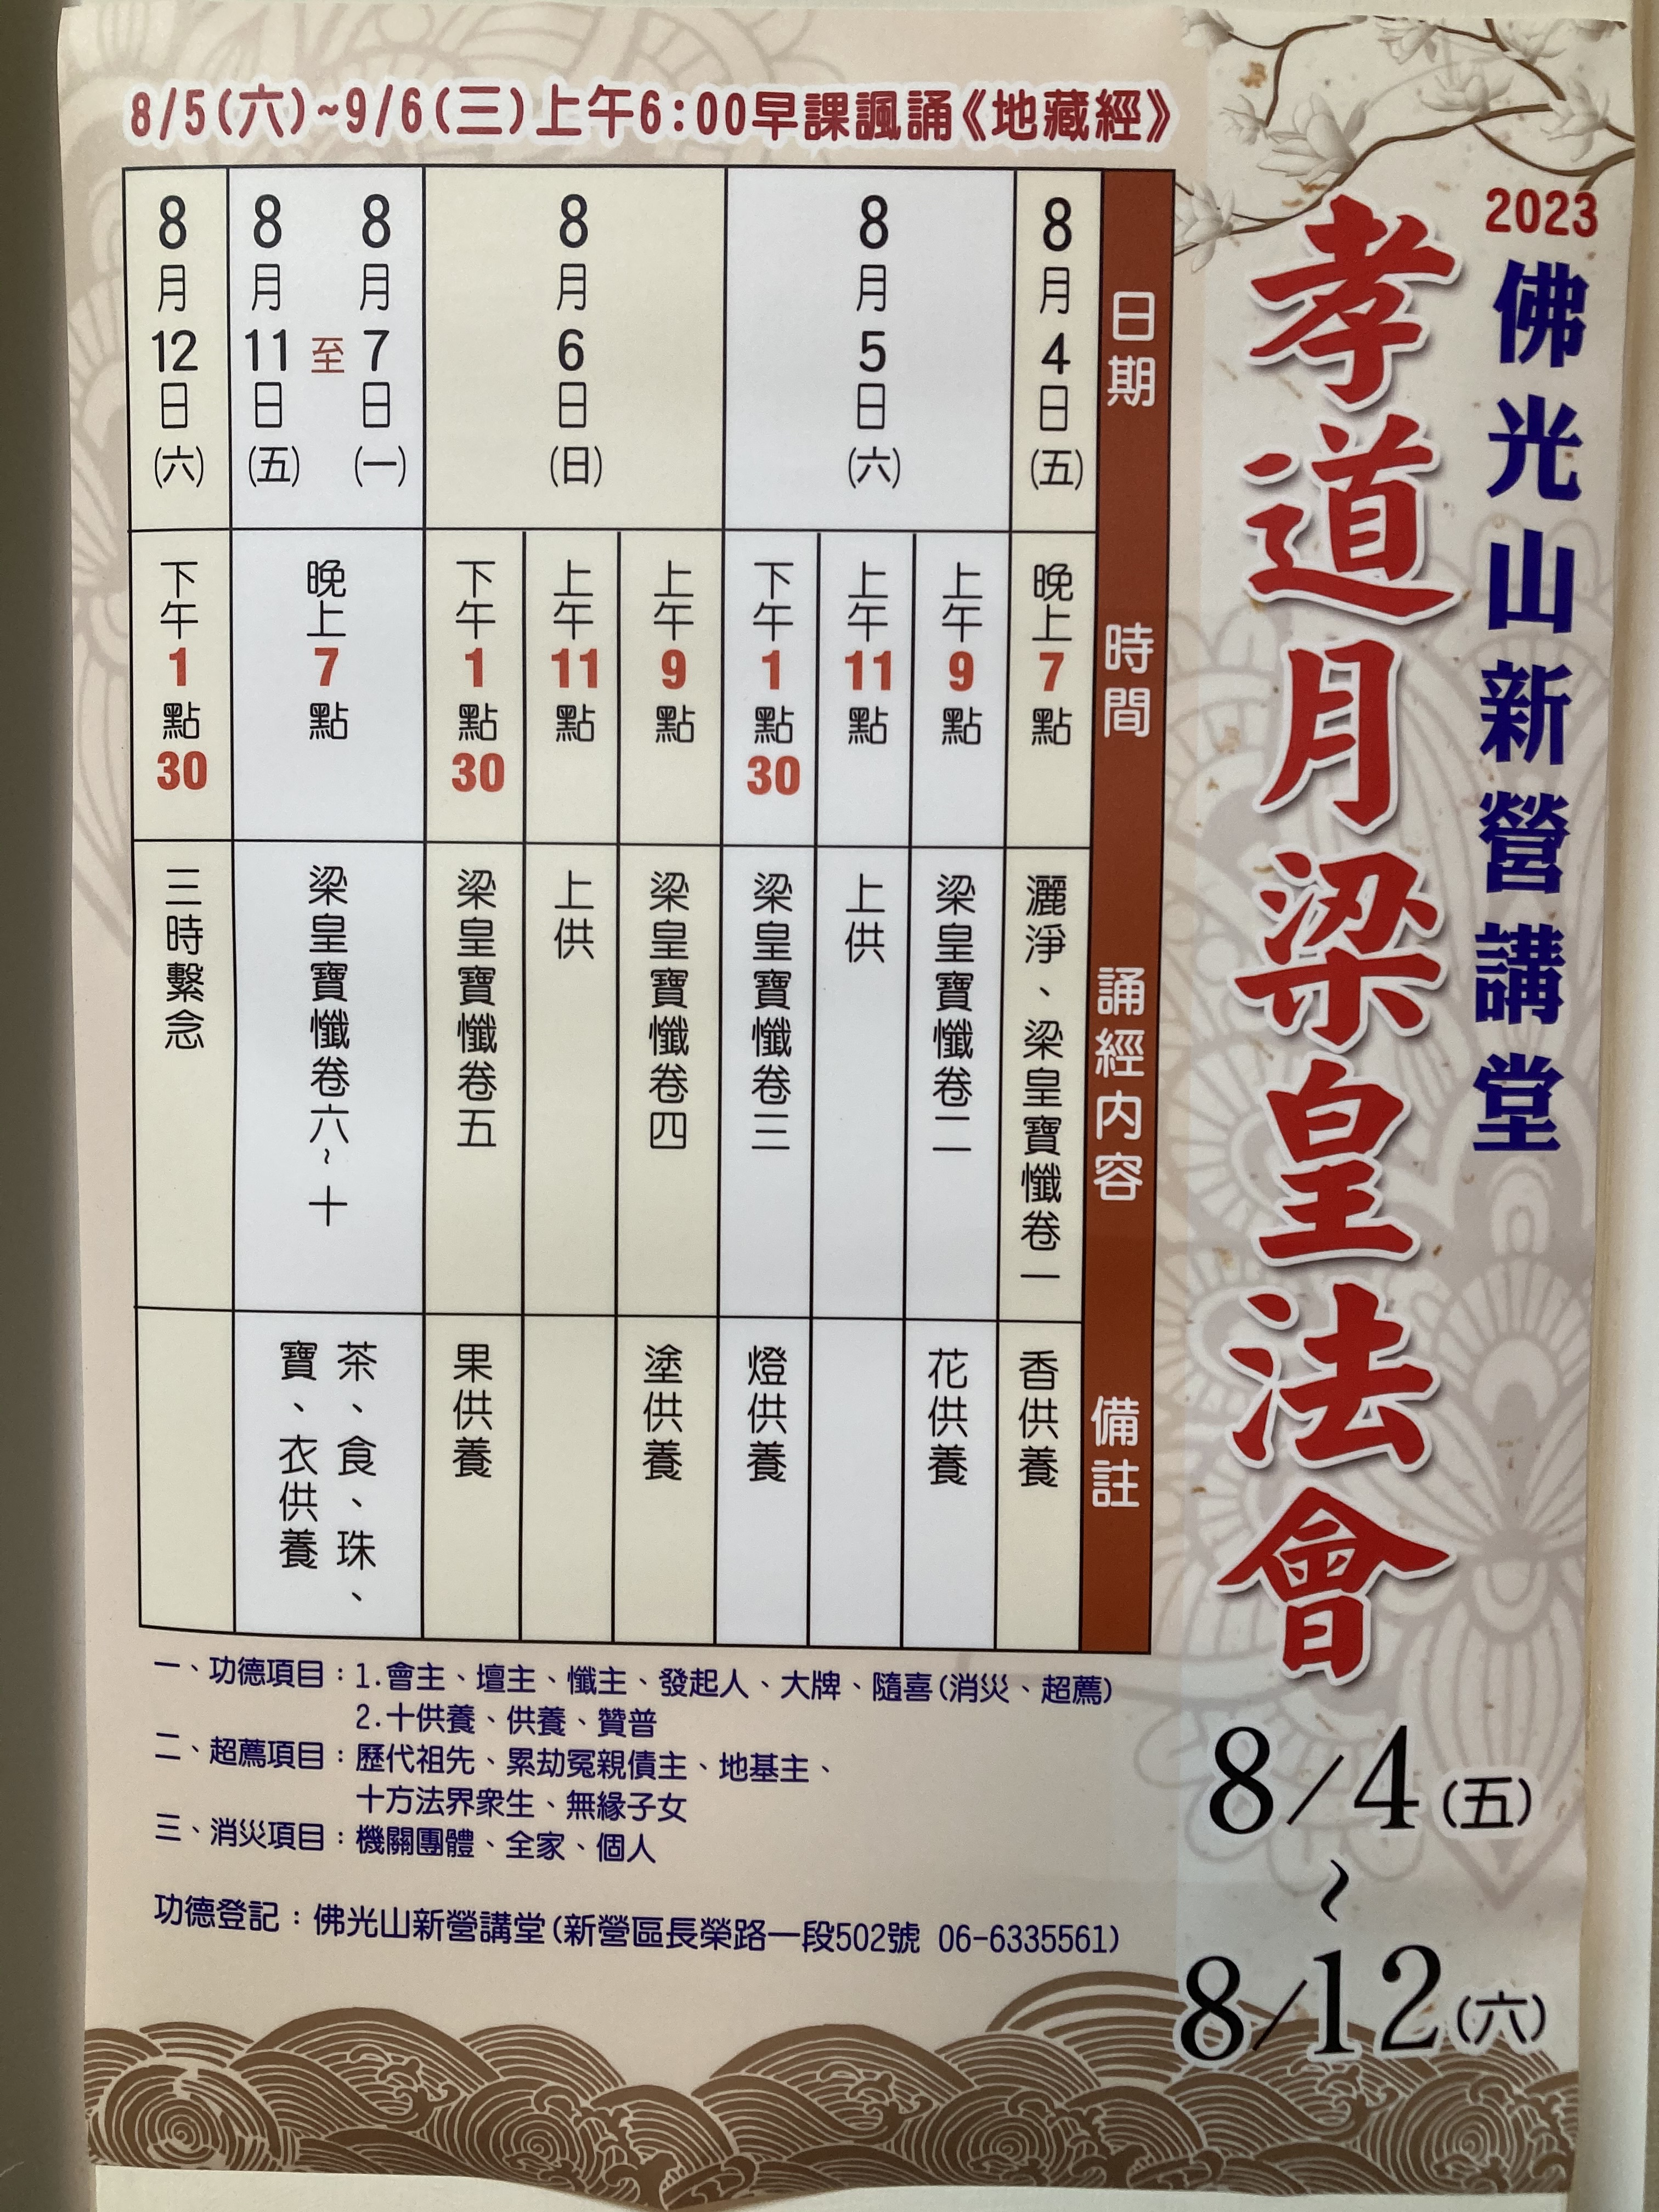 2023
佛光山新營講堂
孝道月梁皇法會
8/4(五)
~
8/12(六)
8/5(六)~9/6(三)上午6:00早課諷誦《地藏經》
日期
時間
誦經內容
備註
8月4日(五)
晚上7點
灑淨、梁皇寶懺卷一
香供養
8月5日(六)
上午9點
梁皇寶懺卷二
花供養
上午11點
上供
下午1點30
梁皇寶懺卷三
燈供養
8月6日(日)
上午9點
梁皇寶懺卷四
塗供養
上午11點
上供
下午1點30
梁皇寶懺卷五
果供養
8月7日(一)
至
8月11日(五)
晚上7點
梁皇寶懺卷六~十
茶、食、珠、
寶、衣供養
8月12日(六)
下午1點30
三時繫念
一、功德項目：1.會主、壇主、懺主、發起人、大牌、隨喜(消災、超薦)
2.十供養、供養、贊普
二、超薦項目：歷代祖先、累劫冤親債主、地基主、
十方法界眾生、無緣子女
三、消災項目：機關團體、全家、個人
功德登記：佛光山新營講堂(新營區長榮路一段502號 06-6335561)